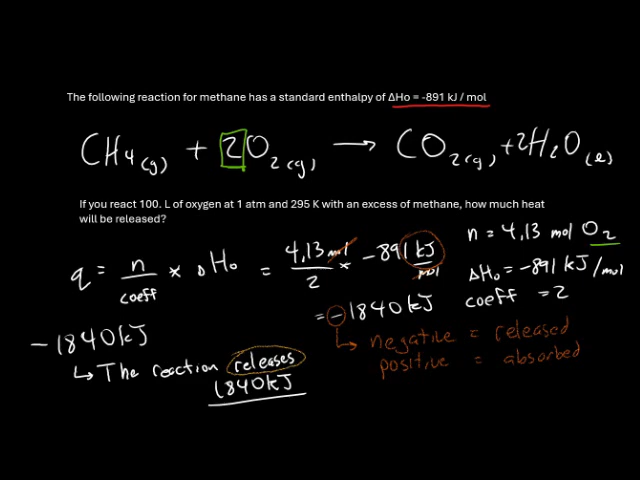 The following reaction for methane has a standard enthalpy of ΔHo = -891 kJ / mol
CH4(g) + 2O2(g) → CO2(g) + 2H2O(l)
If you react 100. L of oxygen at 1 atm and 295 K with an excess of methane, how much heat
will be released?
q = n/coeff × ΔHo = 4,13 mol/2 × -891 kJ/mol
= -1840 kJ
n = 4,13 mol O2
ΔHo = -891 kJ/mol
coeff = 2
↳ negative = released
positive = absorbed
-1840 kJ
↳ The reaction releases
1840 kJ